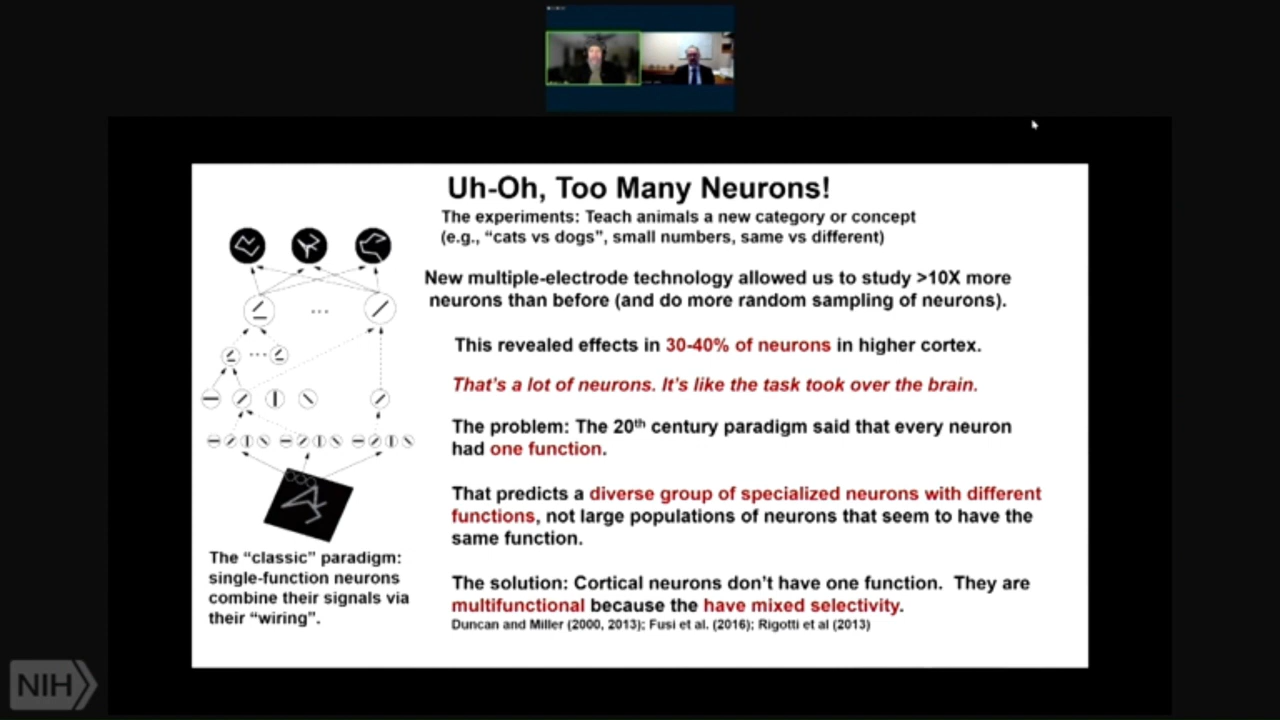 Uh-Oh, Too Many Neurons!
The experiments: Teach animals a new category or concept
(e.g., “cats vs dogs”, small numbers, same vs different)
New multiple-electrode technology allowed us to study >10X more
neurons than before (and do more random sampling of neurons).
This revealed effects in 30-40% of neurons in higher cortex.
That’s a lot of neurons. It’s like the task took over the brain.
The problem: The 20th century paradigm said that every neuron
had one function.
That predicts a diverse group of specialized neurons with different
functions, not large populations of neurons that seem to have the
same function.
The solution: Cortical neurons don’t have one function. They are
multifunctional because the have mixed selectivity.
Duncan and Miller (2000, 2013); Fusi et al. (2016); Rigotti et al (2013)
The “classic” paradigm:
single-function neurons
combine their signals via
their “wiring”.
NIH